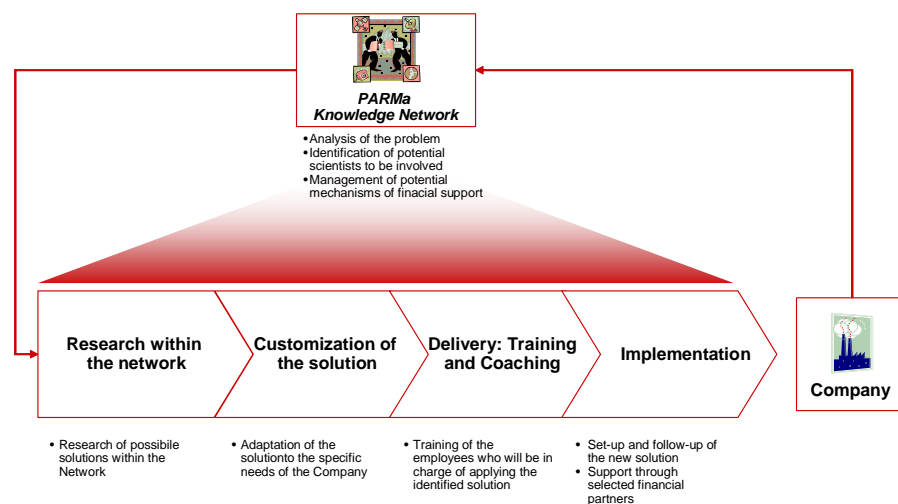 PARMa
Knowledge Network
•Analysis of the problem
•Identification of potential
scientists to be involved
•Management of potential
mechanisms of finacial support
Research within
the network
Customization of
the solution
Delivery: Training
and Coaching
Implementation
Company
• Research of possibile
solutions within the
Network
• Adaptation of the
solutionto the specific
needs of the Company
• Training of the
employees who will be in
charge of applying the
identified solution
• Set-up and follow-up of
the new solution
• Support through
selected financial
partners